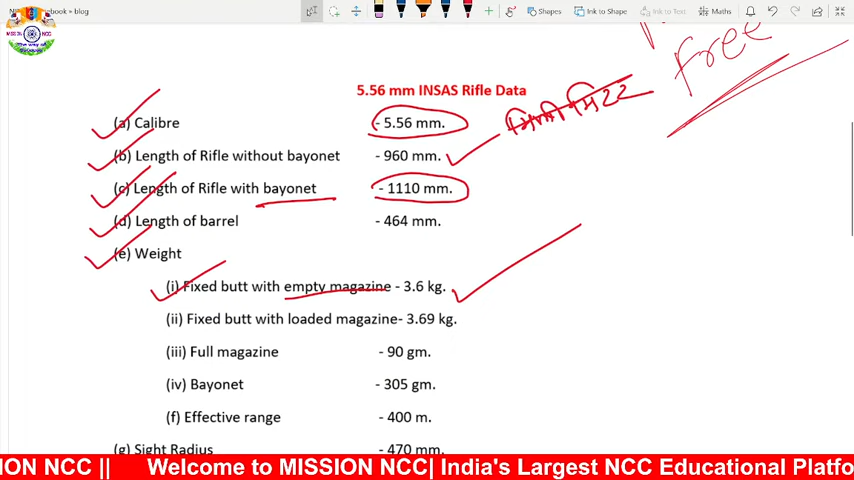 ebook » blog
Shapes
Ink to Shape
Ink to Text
Maths
MISSION NCC
free
5.56 mm INSAS Rifle Data
(a) Calibre - 5.56 mm. मिली मिटर
(b) Length of Rifle without bayonet - 960 mm.
(c) Length of Rifle with bayonet - 1110 mm.
(d) Length of barrel - 464 mm.
(e) Weight
(i) Fixed butt with empty magazine - 3.6 kg.
(ii) Fixed butt with loaded magazine- 3.69 kg.
(iii) Full magazine - 90 gm.
(iv) Bayonet - 305 gm.
(f) Effective range - 400 m.
(g) Sight Radius - 470 mm.
ION NCC || Welcome to MISSION NCC| India's Largest NCC Educational Platfo